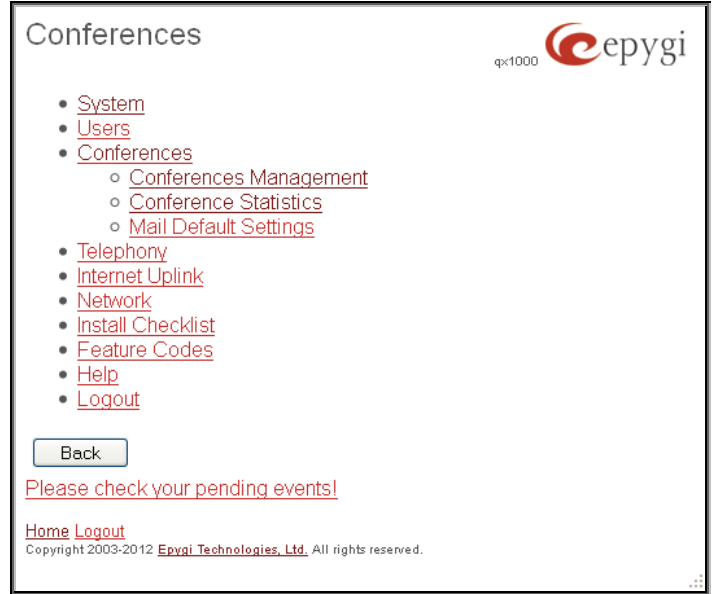 Conferences
qx1000 epygi
System
Users
Conferences
Conferences Management
Conference Statistics
Mail Default Settings
Telephony
Internet Uplink
Network
Install Checklist
Feature Codes
Help
Logout
Back
Please check your pending events!
Home Logout
Copyright 2003-2012 Epygi Technologies, Ltd. All rights reserved.